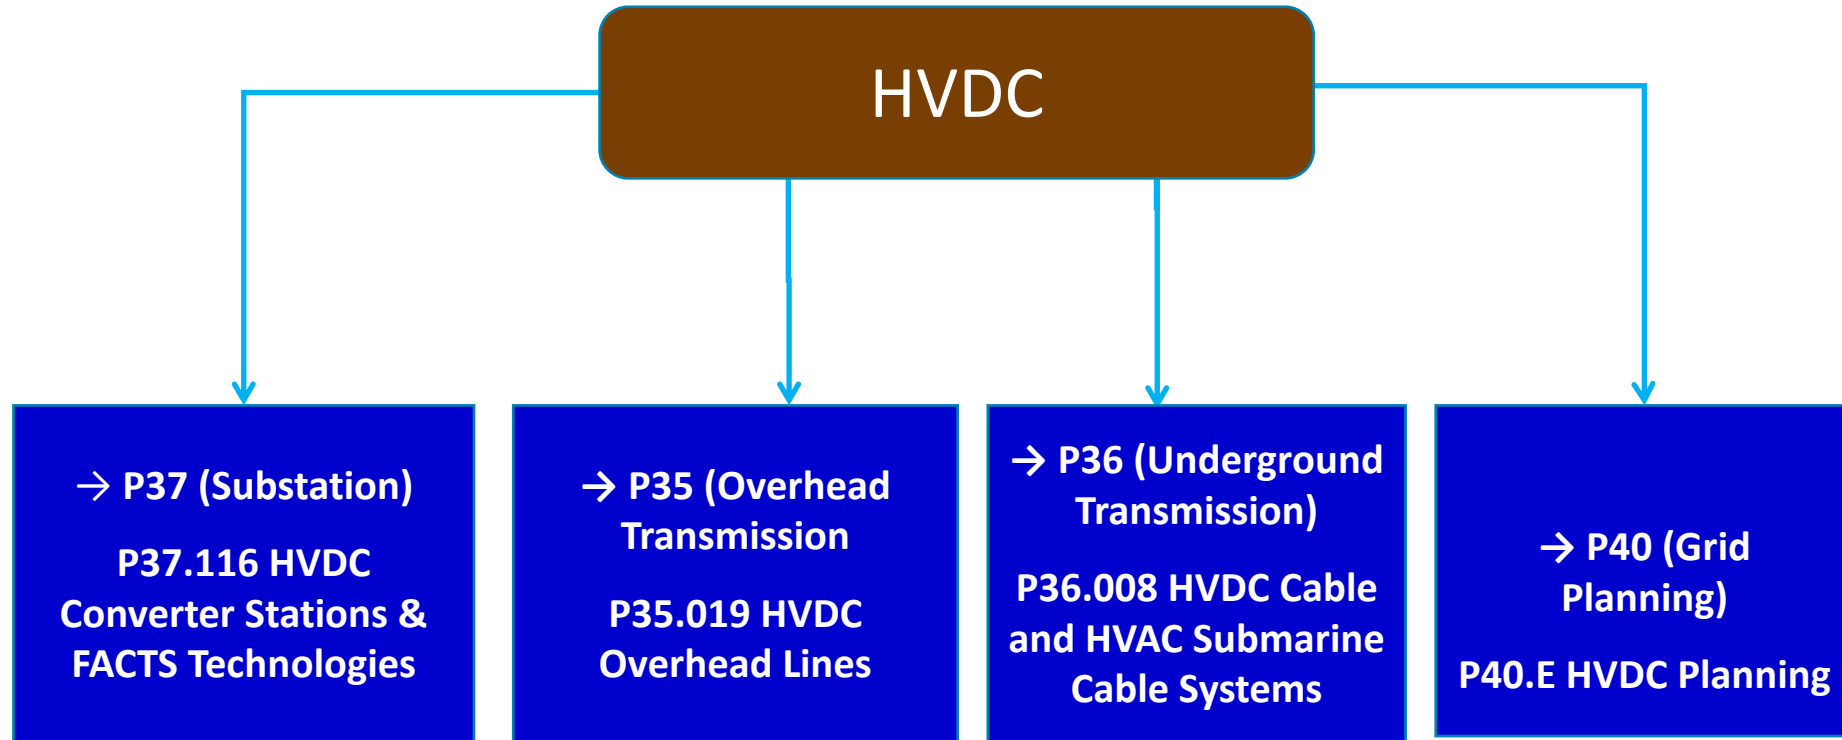 HVDC
→ P37 (Substation)
P37.116 HVDC
Converter Stations &
FACTS Technologies
→ P35 (Overhead
Transmission
P35.019 HVDC
Overhead Lines
→ P36 (Underground
Transmission)
P36.008 HVDC Cable
and HVAC Submarine
Cable Systems
→ P40 (Grid
Planning)
P40.E HVDC Planning